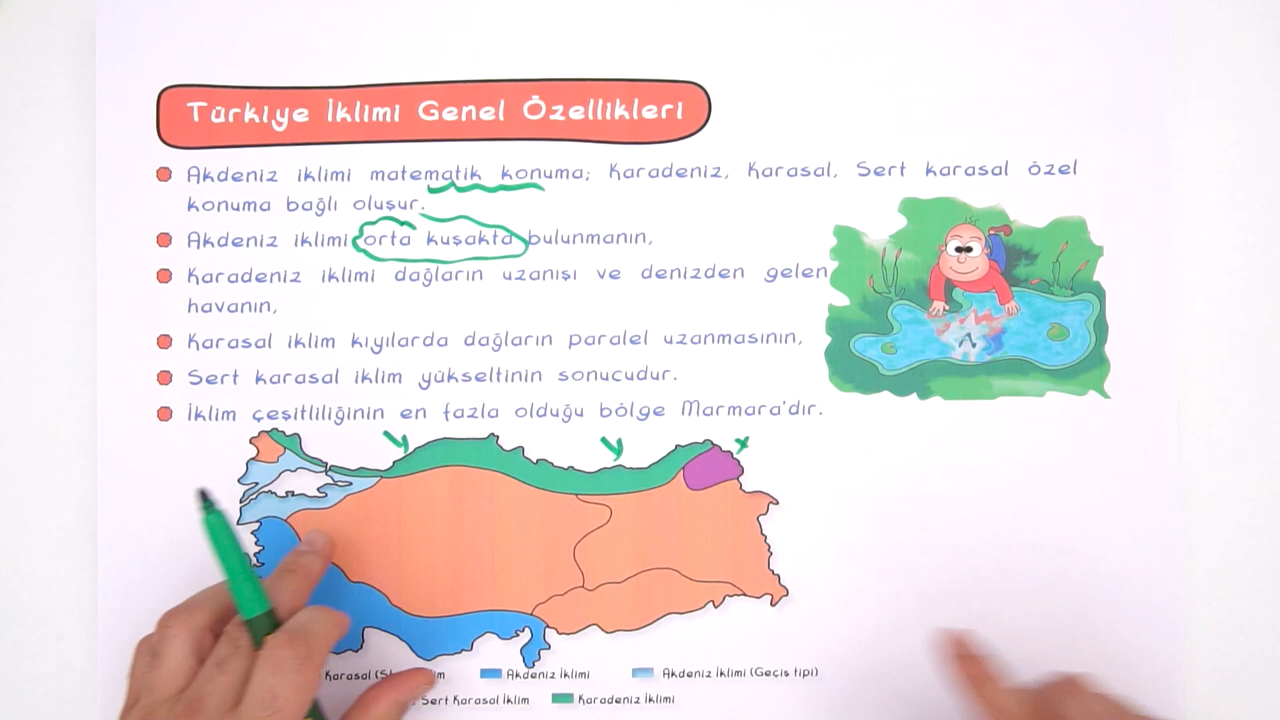 Türkiye İklimi Genel Özellikleri
Akdeniz iklimi matematik konuma; Karadeniz, Karasal, Sert karasal özel
konuma bağlı oluşur.
Akdeniz iklimi orta kuşakta bulunmanın,
Karadeniz iklimi dağların uzanışı ve denizden gelen
havanın,
Karasal iklim kıyılarda dağların paralel uzanmasının,
Sert karasal iklim yükseltinin sonucudur.
İklim çeşitliliğinin en fazla olduğu bölge Marmara'dır.
Karasal Akdeniz İklimi Akdeniz İklimi (Geçiş tipi)
Sert Karasal İklim Karadeniz İklimi